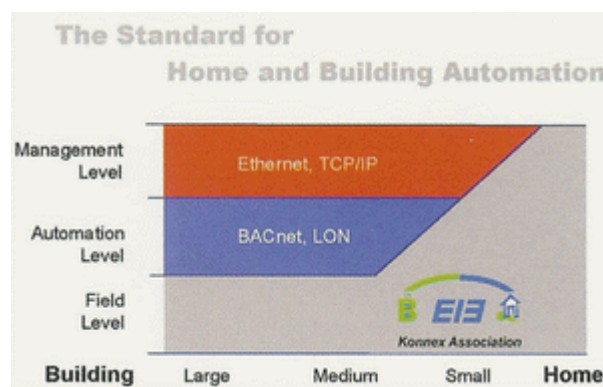 The Standard for
Home and Building Automation
Management
Level
Ethernet, TCP/IP
Automation
Level
BACnet, LON
Field
Level
EIB
Konnex Association
Building Large Medium Small Home